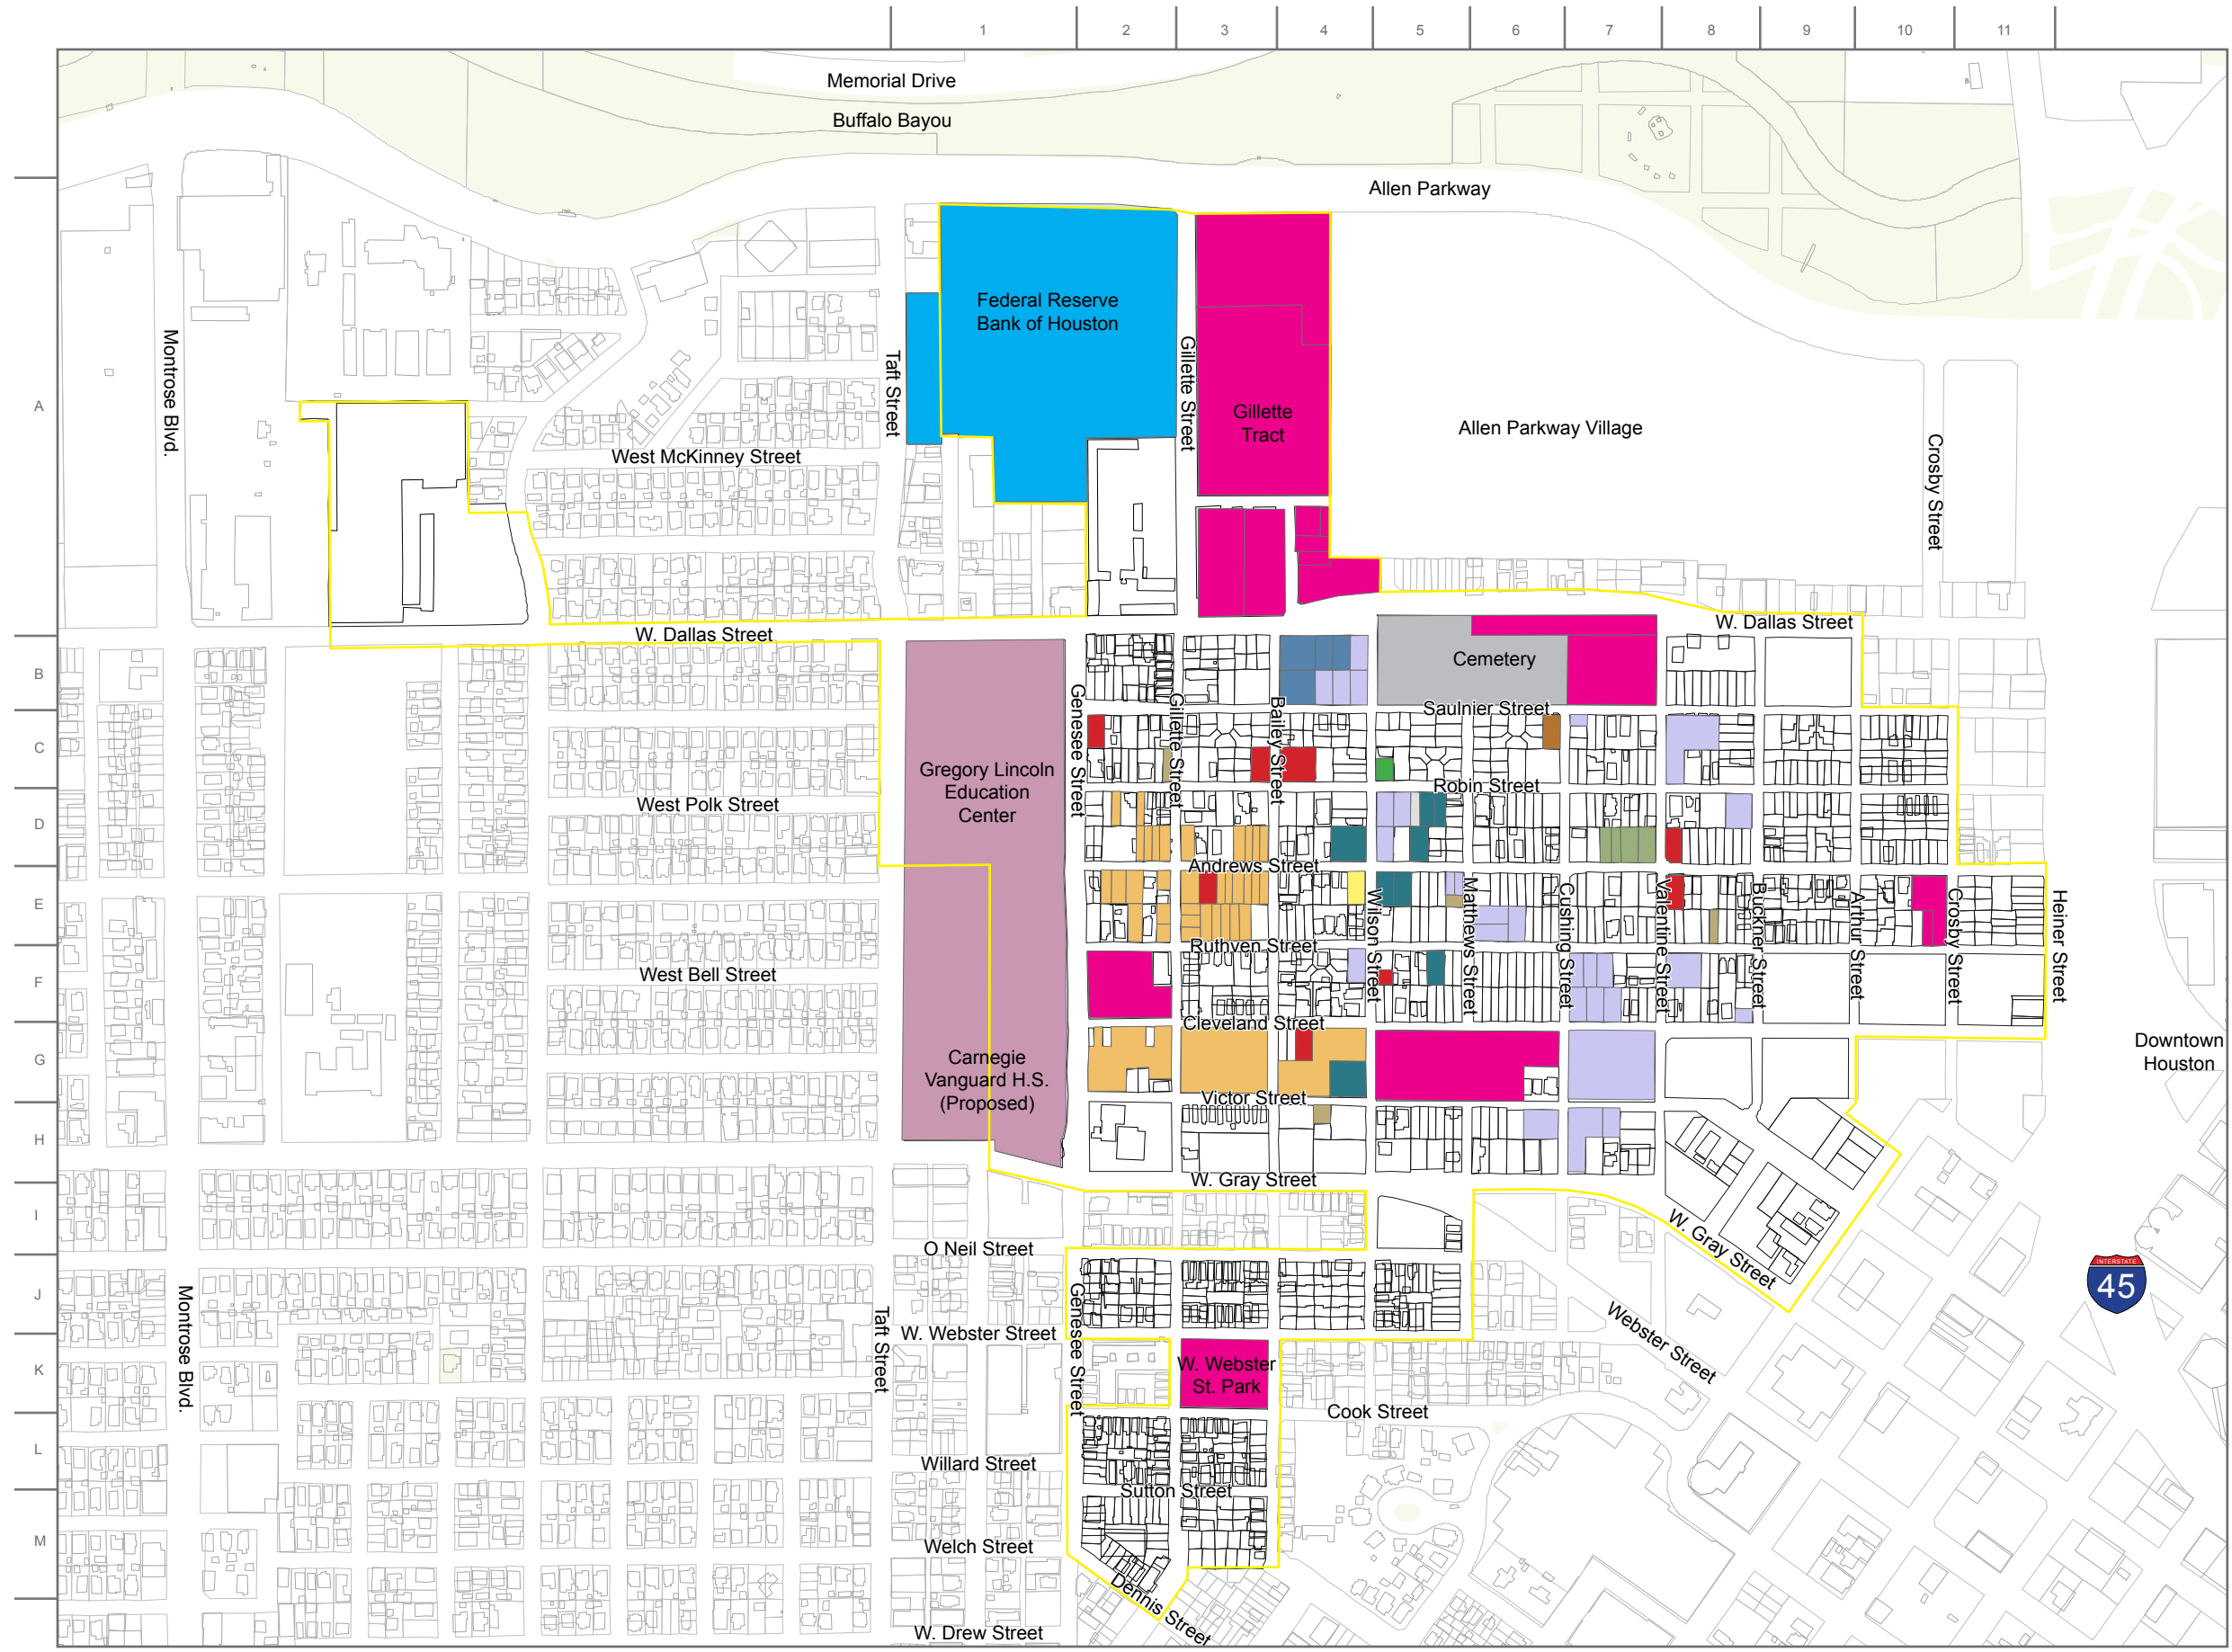 1 2 3 4 5 6 7 8 9 10 11
Memorial Drive
Buffalo Bayou
Allen Parkway
A
Montrose Blvd.
Taft Street
Federal Reserve
Bank of Houston
Gillette Street
Gillette
Tract
Allen Parkway Village
Crosby Street
West McKinney Street
W. Dallas Street
W. Dallas Street
B
Cemetery
Genesee Street
Gillette Street
Bailey Street
Saulnier Street
C
Gregory Lincoln
Education
Center
Robin Street
West Polk Street
D
Andrews Street
E
Wilson Street
Matthews Street
Cushing Street
Valentine Street
Buckner Street
Arthur Street
Crosby Street
Heiner Street
Ruthven Street
West Bell Street
F
Cleveland Street
G
Carnegie
Vanguard H.S.
(Proposed)
Downtown
Houston
Victor Street
H
W. Gray Street
I
W. Gray Street
O Neil Street
INTERSTATE
45
J
Montrose Blvd.
Taft Street
Genesee Street
W. Webster Street
Webster Street
K
W. Webster
St. Park
Cook Street
L
Willard Street
Sutton Street
M
Welch Street
Dennis Street
W. Drew Street